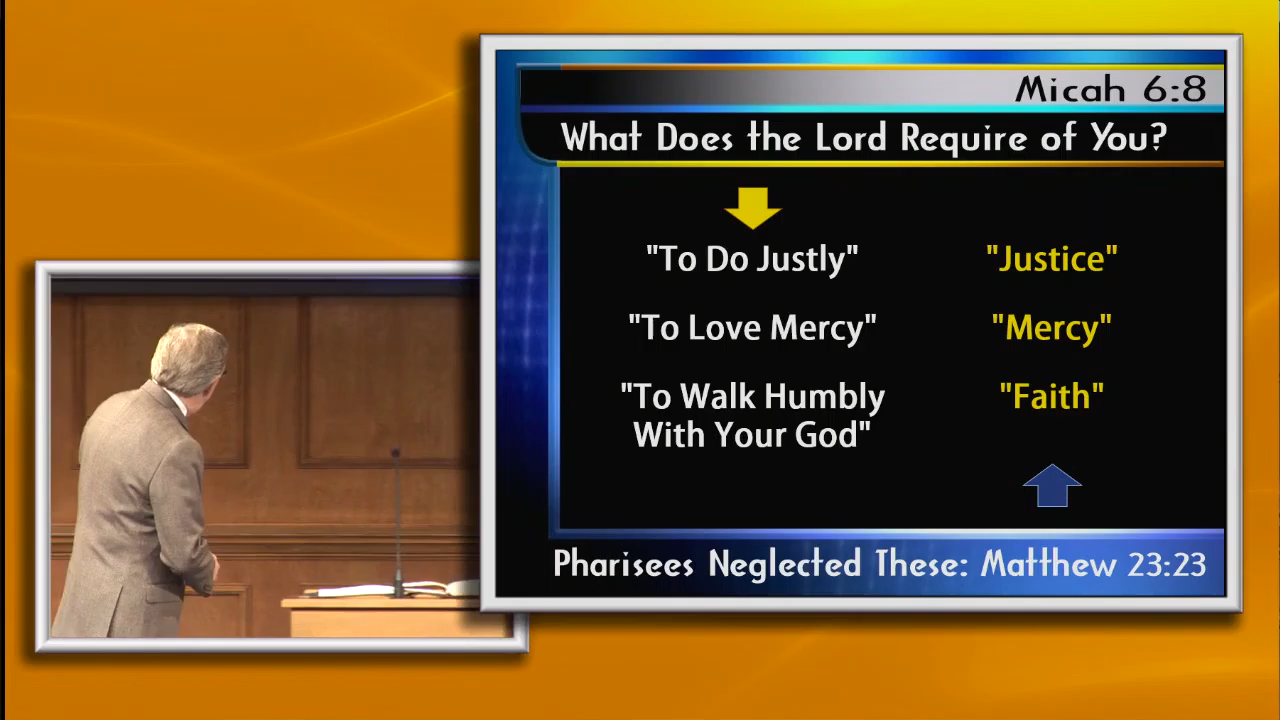 Micah 6:8
What Does the Lord Require of You?
"To Do Justly" "Justice"
"To Love Mercy" "Mercy"
"To Walk Humbly "Faith"
With Your God"
Pharisees Neglected These: Matthew 23:23